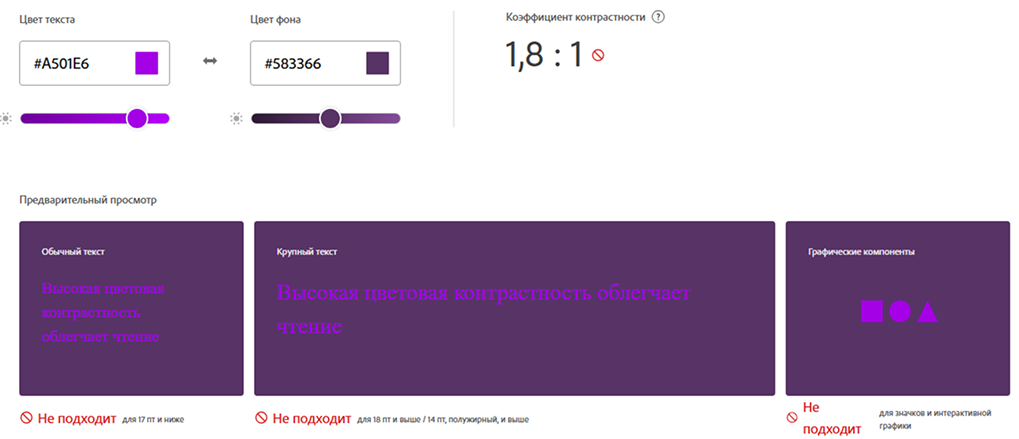 Цвет текста
Цвет фона
Коэффициент контрастности ?
#A501E6
#583366
1,8 : 1
Предварительный просмотр
Обычный текст
Высокая цветовая
контрастность
облегчает чтение
Крупный текст
Высокая цветовая контрастность облегчает
чтение
Графические компоненты
Не подходит для 17 пт и ниже
Не подходит для 18 пт и выше / 14 пт, полужирный, и выше
Не
подходит
для значков и интерактивной
графики